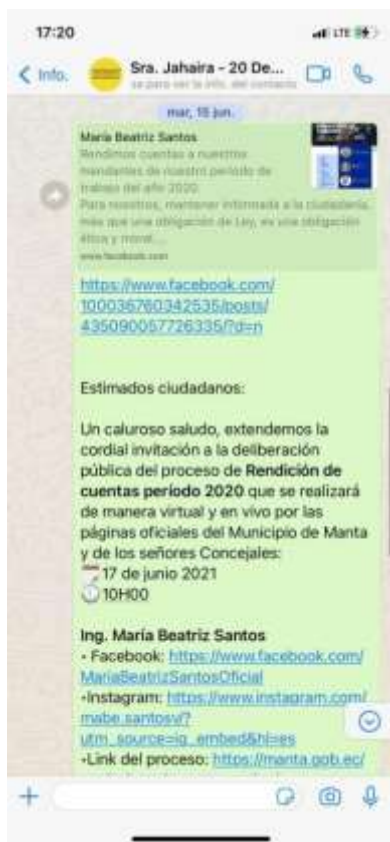 17:20
LTE
Info.
Sra. Jahaira - 20 De...
mar, 15 jun.
María Beatriz Santos
Rendimos cuentas a nuestros
mandantes de nuestro período de
trabajo del año 2020.
Para nosotros, mantener informada a la ciudadanía,
más que una obligación de Ley, es una obligación
ética y moral...
www.facebook.com
https://www.facebook.com/
100036760342535/posts/
435090057726335/?d=n
Estimados ciudadanos:
Un caluroso saludo, extendemos la
cordial invitación a la deliberación
pública del proceso de Rendición de
cuentas período 2020 que se realizará
de manera virtual y en vivo por las
páginas oficiales del Municipio de Manta
y de los señores Concejales:
17 de junio 2021
10H00
Ing. María Beatriz Santos
• Facebook: https://www.facebook.com/
MariaBeatrizSantosOficial
•Instagram: https://www.instagram.com/
mabe.santosv/?
utm_source=ig_embed&hl=es
•Link del proceso: https://manta.gob.ec/